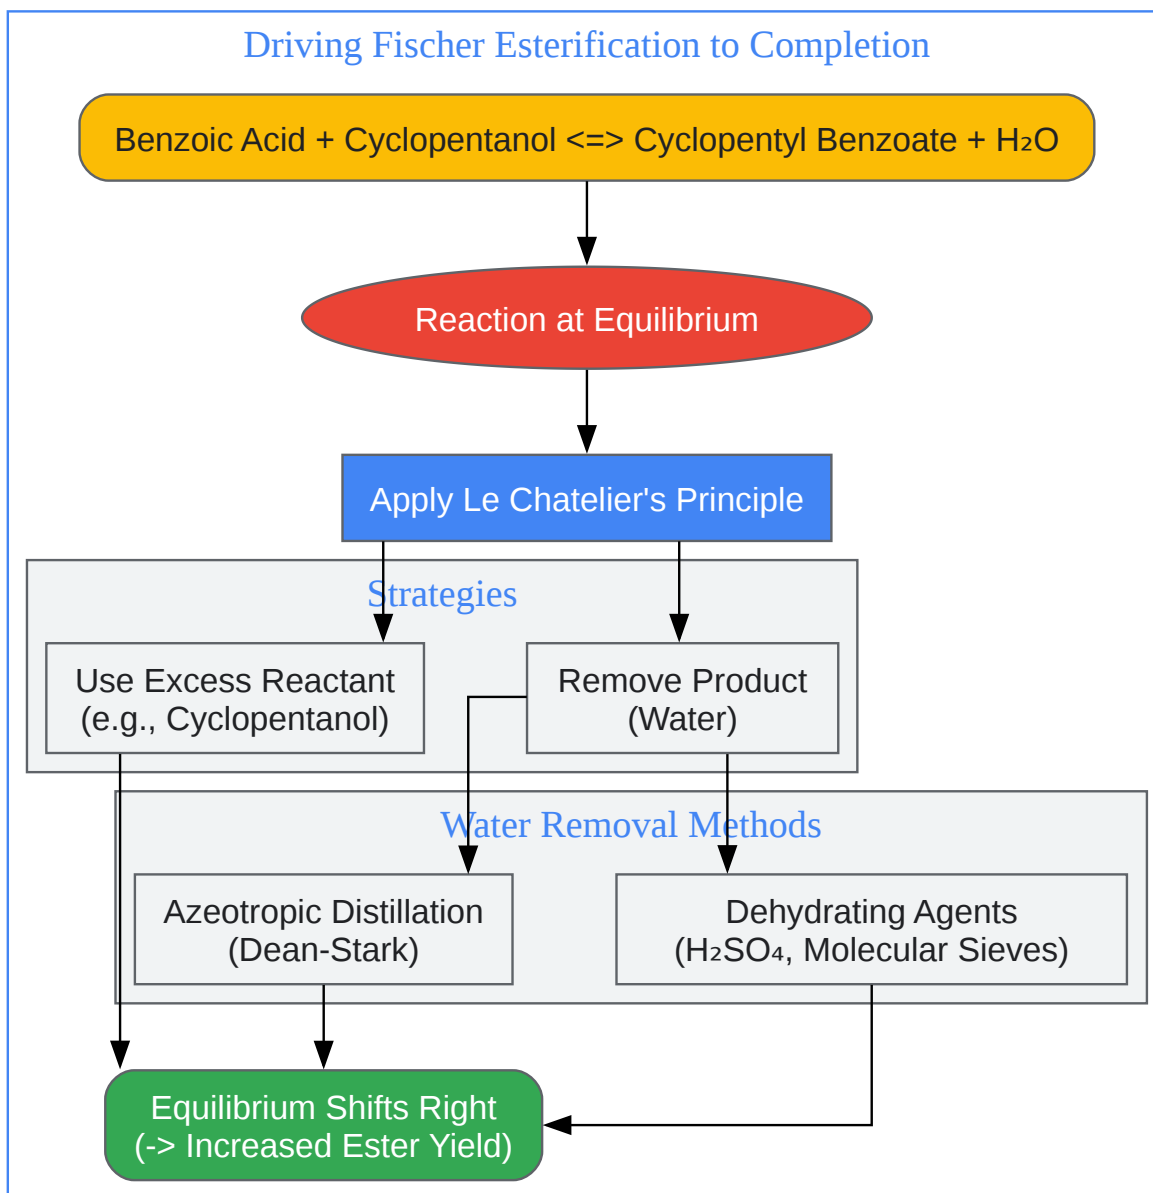 Driving Fischer Esterification to Completion
Benzoic Acid + Cyclopentanol <=> Cyclopentyl Benzoate + H₂O
Reaction at Equilibrium
Apply Le Chatelier's Principle
Strategies
Use Excess Reactant
(e.g., Cyclopentanol)
Remove Product
(Water)
Water Removal Methods
Azeotropic Distillation
(Dean-Stark)
Dehydrating Agents
(H₂SO₄, Molecular Sieves)
Equilibrium Shifts Right
(-> Increased Ester Yield)